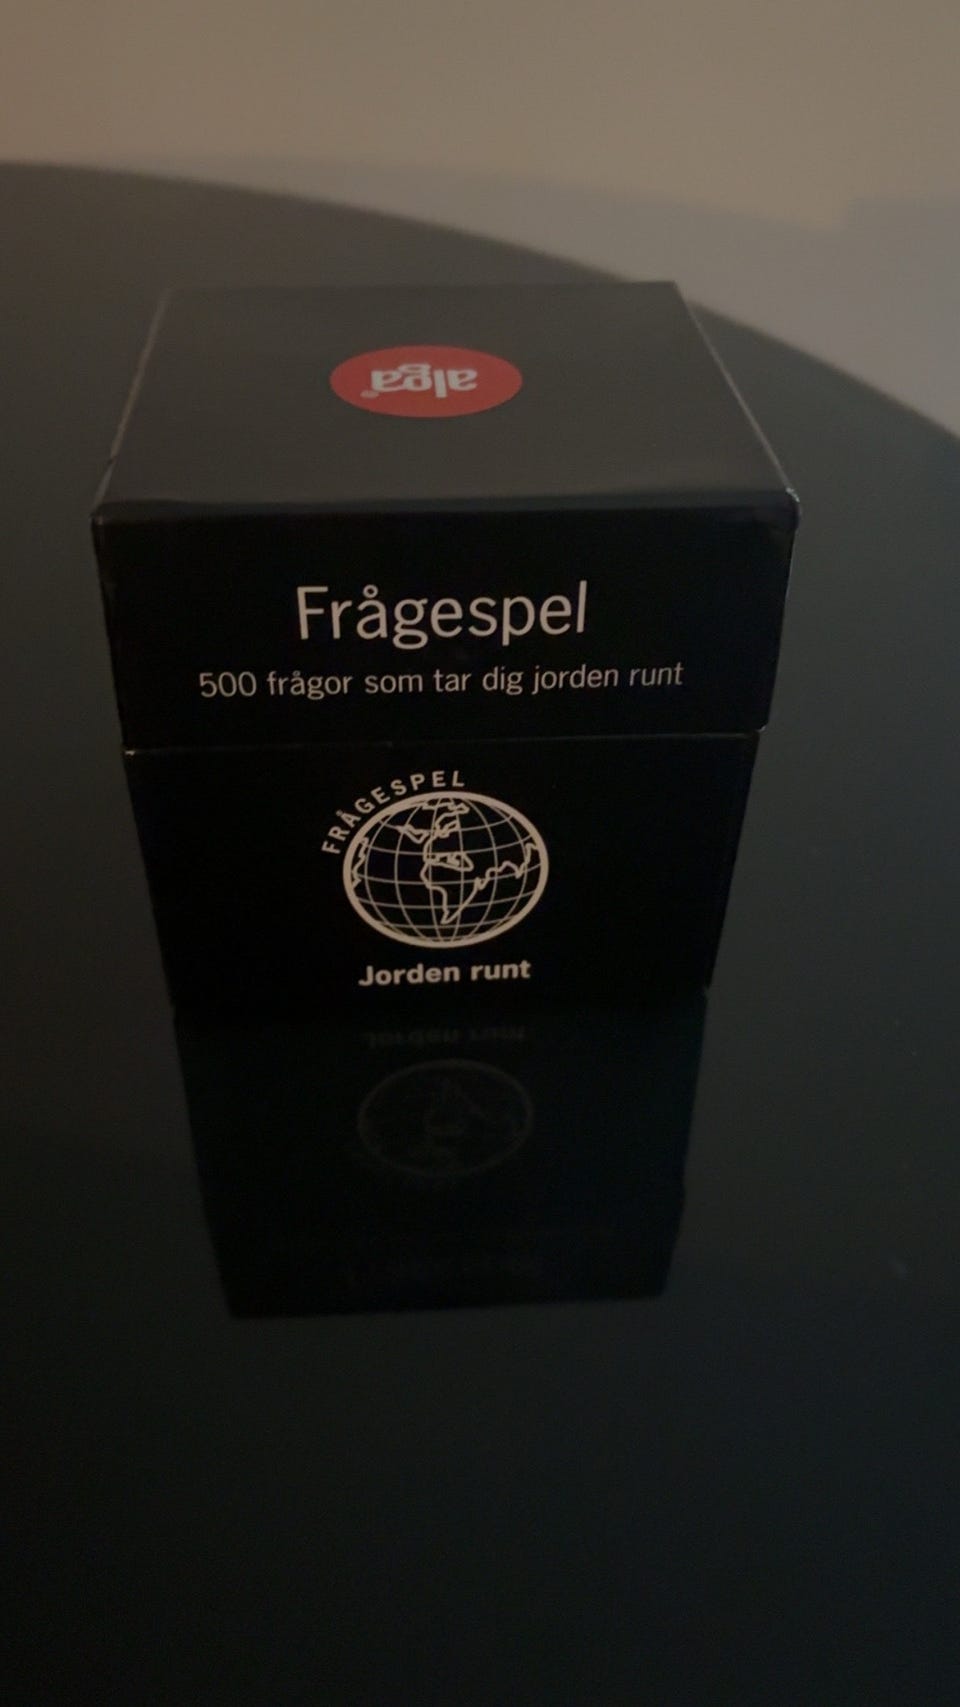 alga
Frågespel
500 frågor som tar dig jorden runt
FRÅGESPEL
Jorden runt